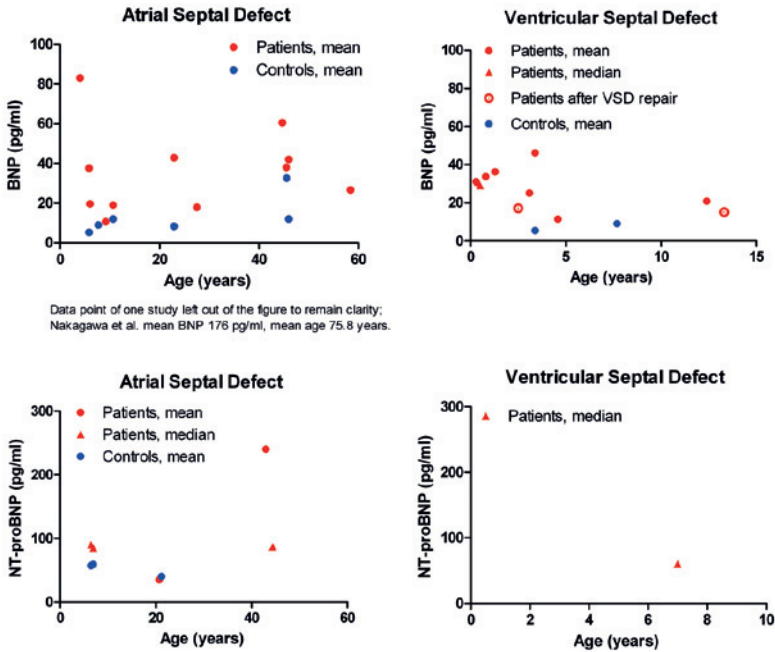 Atrial Septal Defect
100
80
60
40
20
0
BNP (pg/ml)
Patients, mean
Controls, mean
0 20 40 60
Age (years)
Data point of one study left out of the figure to remain clarity;
Nakagawa et al. mean BNP 176 pg/ml, mean age 75.8 years.
Ventricular Septal Defect
100
80
60
40
20
0
BNP (pg/ml)
Patients, mean
Patients, median
Patients after VSD repair
Controls, mean
0 5 10 15
Age (years)
Atrial Septal Defect
300
200
100
0
NT-proBNP (pg/ml)
Patients, mean
Patients, median
Controls, mean
0 20 40 60
Age (years)
Ventricular Septal Defect
300
200
100
0
NT-proBNP (pg/ml)
Patients, median
0 2 4 6 8 10
Age (years)